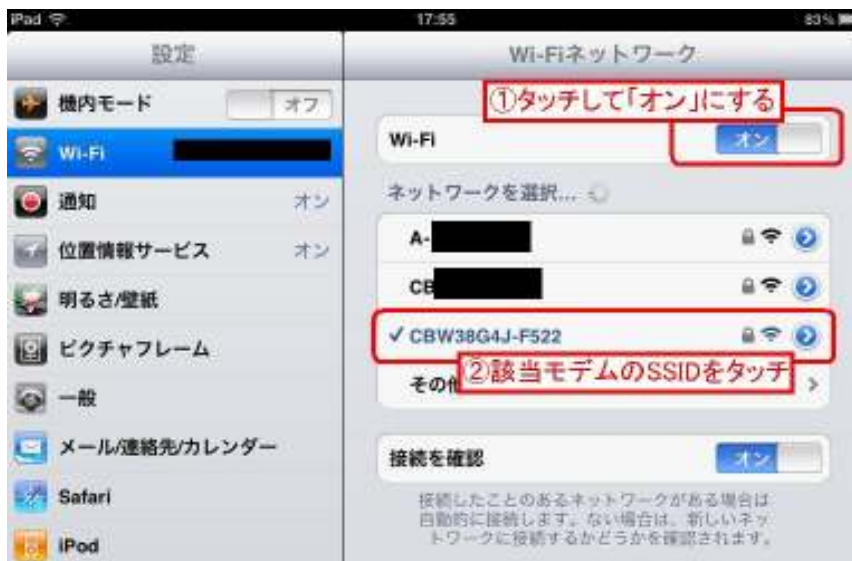 iPad 17:55 83%
設定
機内モード オフ
Wi-Fi
通知 オン
位置情報サービス オン
明るさ/壁紙
ピクチャフレーム
一般
メール/連絡先/カレンダー
Safari
iPod
Wi-Fiネットワーク
①タッチして「オン」にする
Wi-Fi オン
ネットワークを選択...
A-
CB
✓ CBW38G4J-F522
②該当モデムのSSIDをタッチ
その他
接続を確認 オン
接続したことのあるネットワークがある場合は
自動的に接続します。ない場合は、新しいネッ
トワークに接続するかどうかを確認されます。